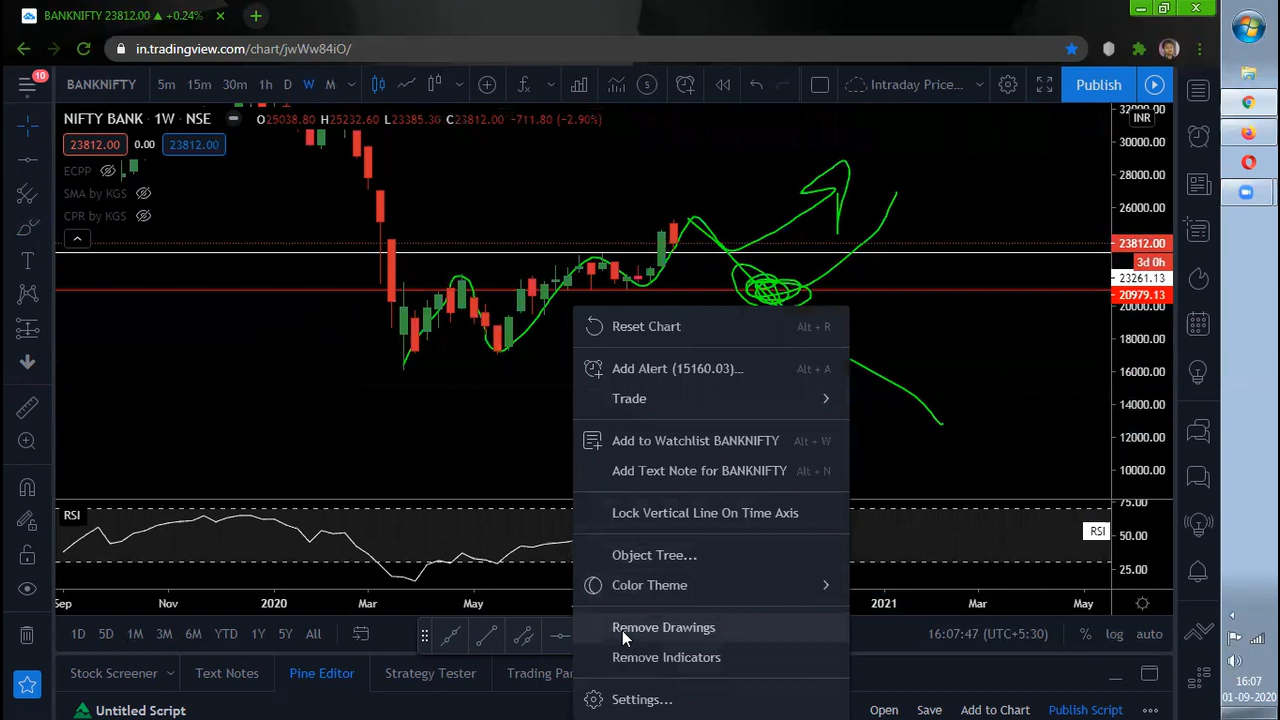 BANKNIFTY 23812.00 ▲ +0.24%
in.tradingview.com/chart/jwWw84iO/
10
BANKNIFTY 5m 15m 30m 1h D W M Intraday Price... Publish
NIFTY BANK · 1W · NSE O25038.80 H25232.60 L23385.30 C23812.00 -711.80 (-2.90%)
23812.00 0.00 23812.00
ECPP
SMA by KGS
CPR by KGS
32000.00
INR
30000.00
28000.00
26000.00
23812.00
3d 0h
23261.13
20979.13
20000.00
18000.00
16000.00
14000.00
12000.00
10000.00
Reset Chart Alt + R
Add Alert (15160.03)... Alt + A
Trade
Add to Watchlist BANKNIFTY Alt + W
Add Text Note for BANKNIFTY Alt + N
Lock Vertical Line On Time Axis
Object Tree...
Color Theme
Remove Drawings
Remove Indicators
Settings...
RSI
75.00
RSI
50.00
25.00
Sep Nov 2020 Mar May 2021 Mar May
1D 5D 1M 3M 6M YTD 1Y 5Y All 16:07:47 (UTC+5:30) % log auto
Stock Screener Text Notes Pine Editor Strategy Tester Trading Pa
Untitled Script Open Save Add to Chart Publish Script
16:07
01-09-2020